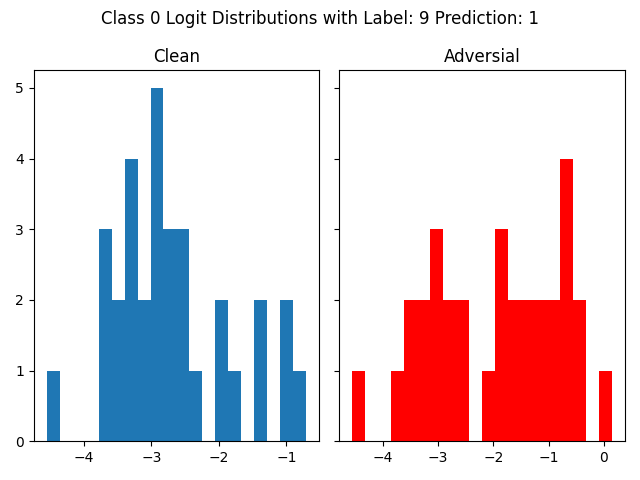 Class 0 Logit Distributions with Label: 9 Prediction: 1
Clean
Adversial
5
4
3
2
1
0
−4 −3 −2 −1
−4 −3 −2 −1 0